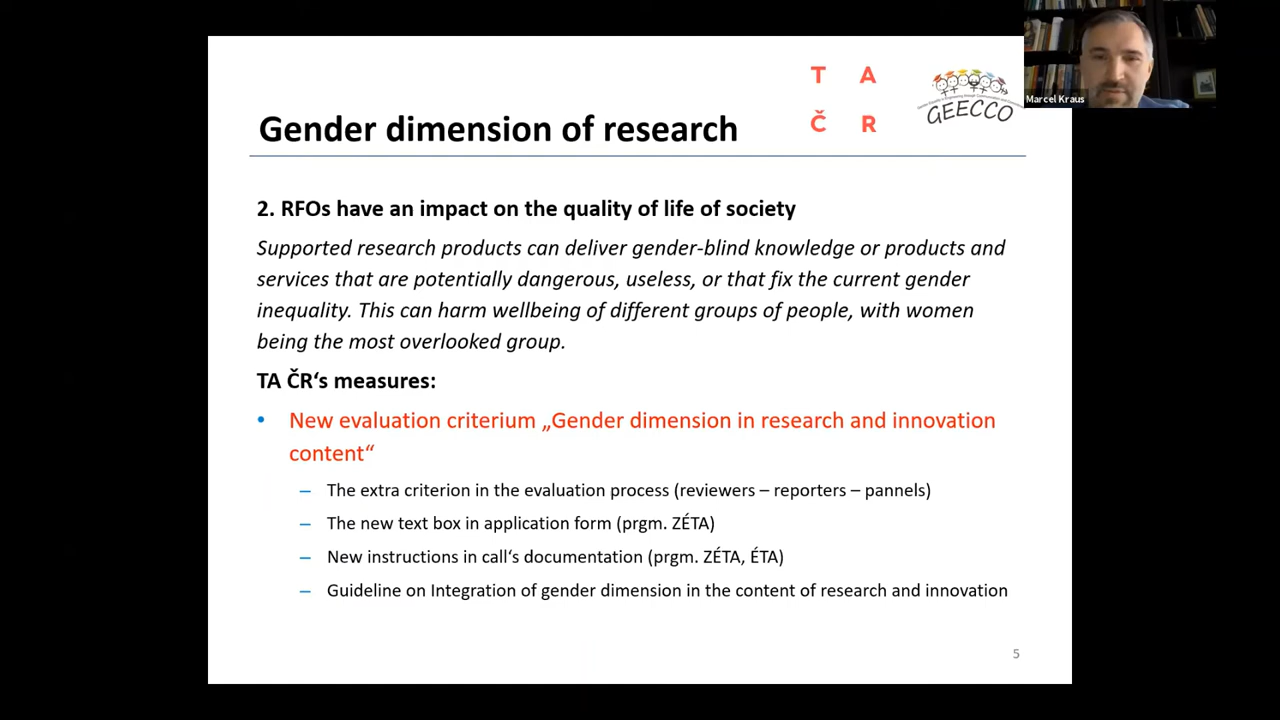 T A
Č R
GEECCO
Marcel Kraus
Gender dimension of research
2. RFOs have an impact on the quality of life of society
Supported research products can deliver gender-blind knowledge or products and
services that are potentially dangerous, useless, or that fix the current gender
inequality. This can harm wellbeing of different groups of people, with women
being the most overlooked group.
TA ČR‘s measures:
• New evaluation criterium „Gender dimension in research and innovation
content“
– The extra criterion in the evaluation process (reviewers – reporters – pannels)
– The new text box in application form (prgm. ZÉTA)
– New instructions in call‘s documentation (prgm. ZÉTA, ÉTA)
– Guideline on Integration of gender dimension in the content of research and innovation
5